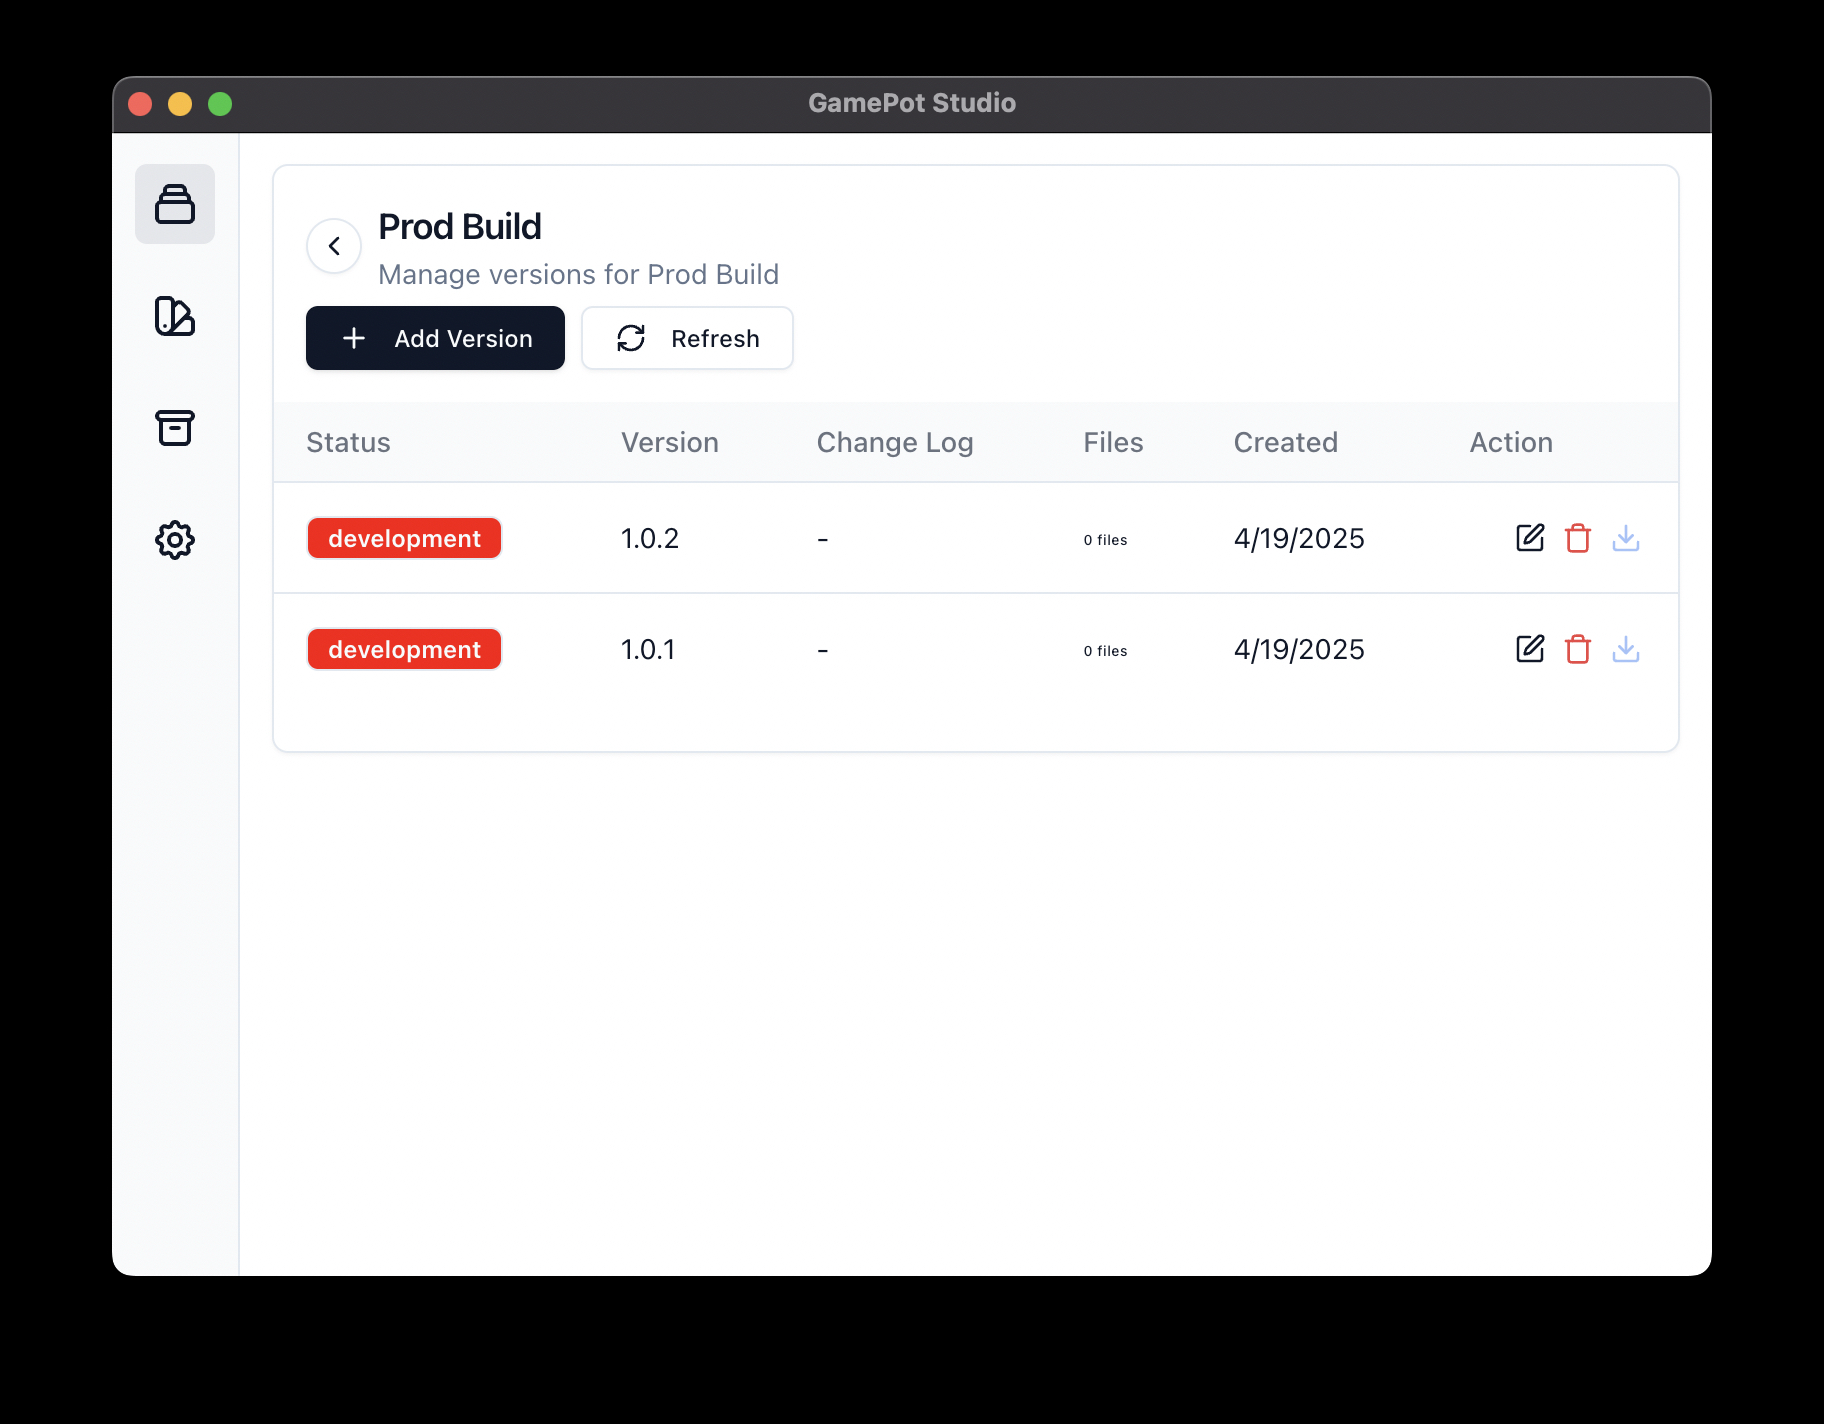 GamePot Studio
Prod Build
Manage versions for Prod Build
Add Version Refresh
Status Version Change Log Files Created Action
development 1.0.2 - 0 files 4/19/2025
development 1.0.1 - 0 files 4/19/2025